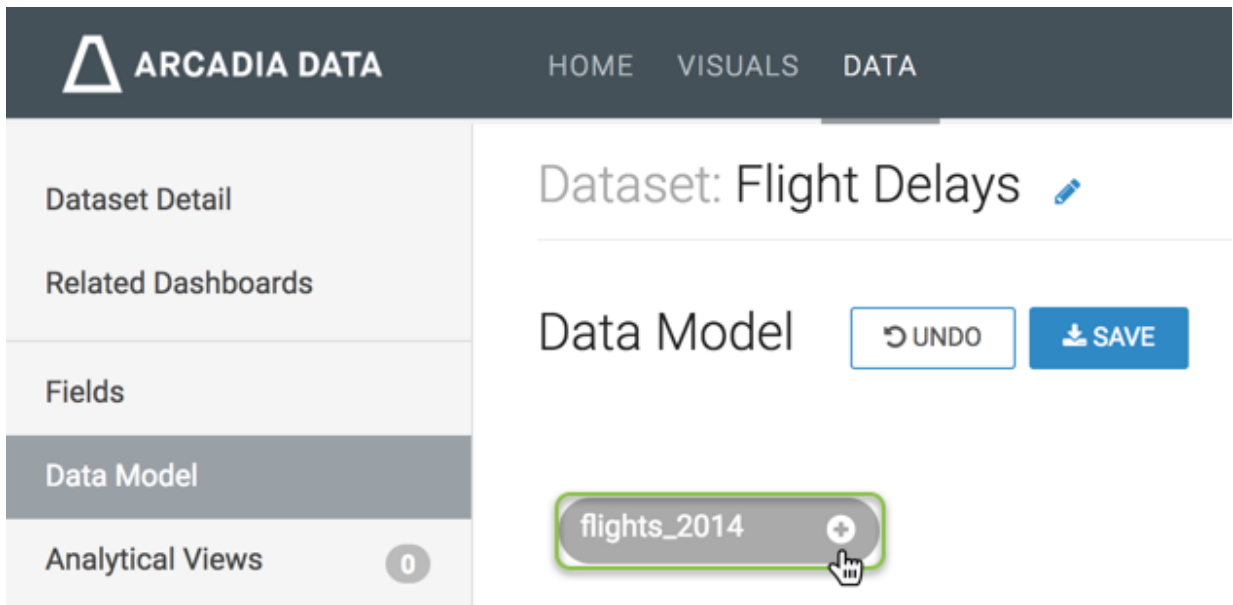 ARCADIA DATA
HOME VISUALS DATA
Dataset Detail
Related Dashboards
Fields
Data Model
Analytical Views 0
Dataset: Flight Delays
Data Model UNDO SAVE
flights_2014